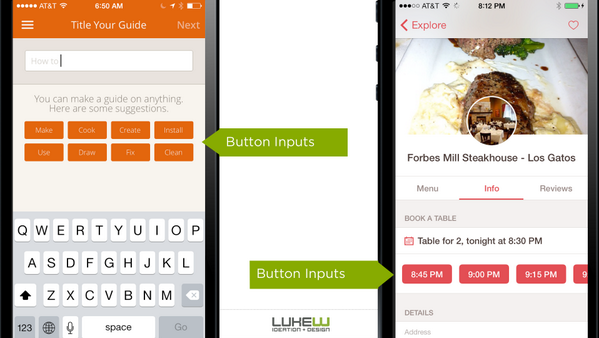 AT&T
6:50 AM
Title Your Guide
Next
How to
You can make a guide on anything.
Here are some suggestions.
Make Cook Create Install
Use Draw Fix Clean
Q W E R T Y U I O P
A S D F G H J K L
Z X C V B N M
123 space Go
Button Inputs
Button Inputs
LUKEW
IDEATION + DESIGN
AT&T
8:12 PM
Explore
Forbes Mill Steakhouse - Los Gatos
Menu Info Reviews
BOOK A TABLE
Table for 2, tonight at 8:30 PM
8:45 PM 9:00 PM 9:15 PM 9
DETAILS
Address